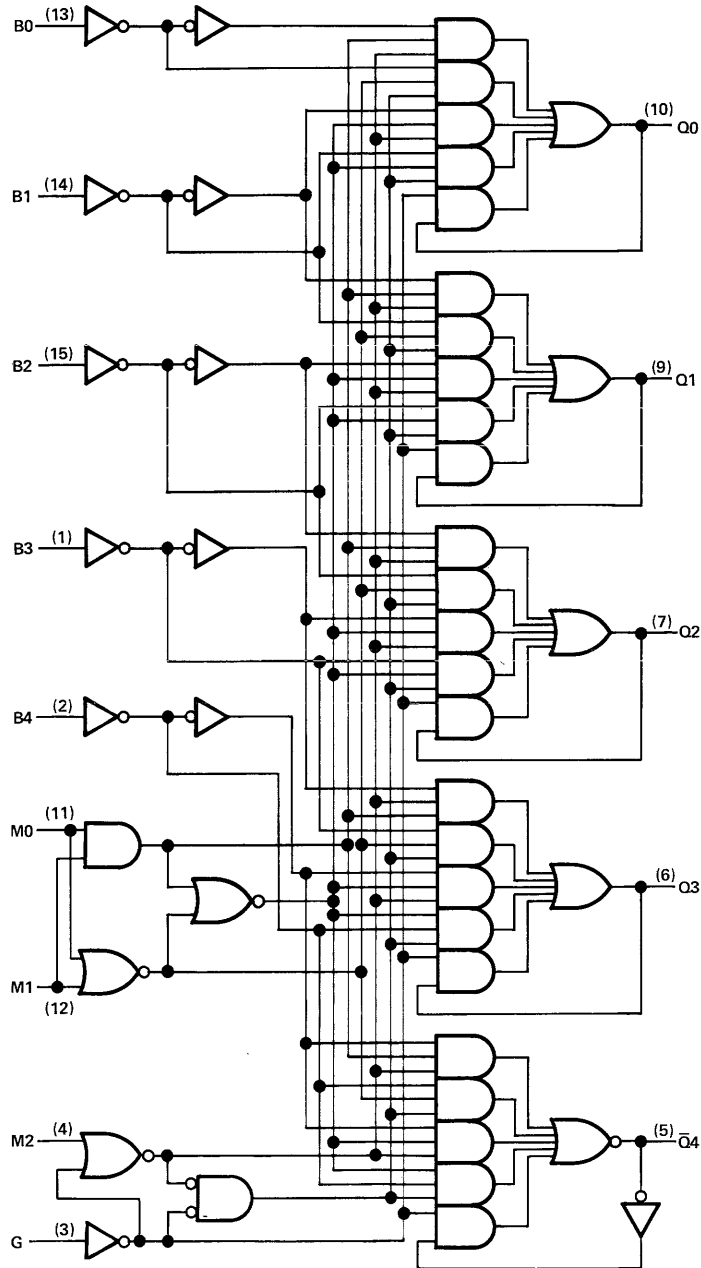 B0 (13)
(10) Q0
B1 (14)
B2 (15)
(9) Q1
B3 (1)
(7) Q2
B4 (2)
M0 (11)
(6) Q3
M1 (12)
M2 (4)
(5) Q̅4
G (3)